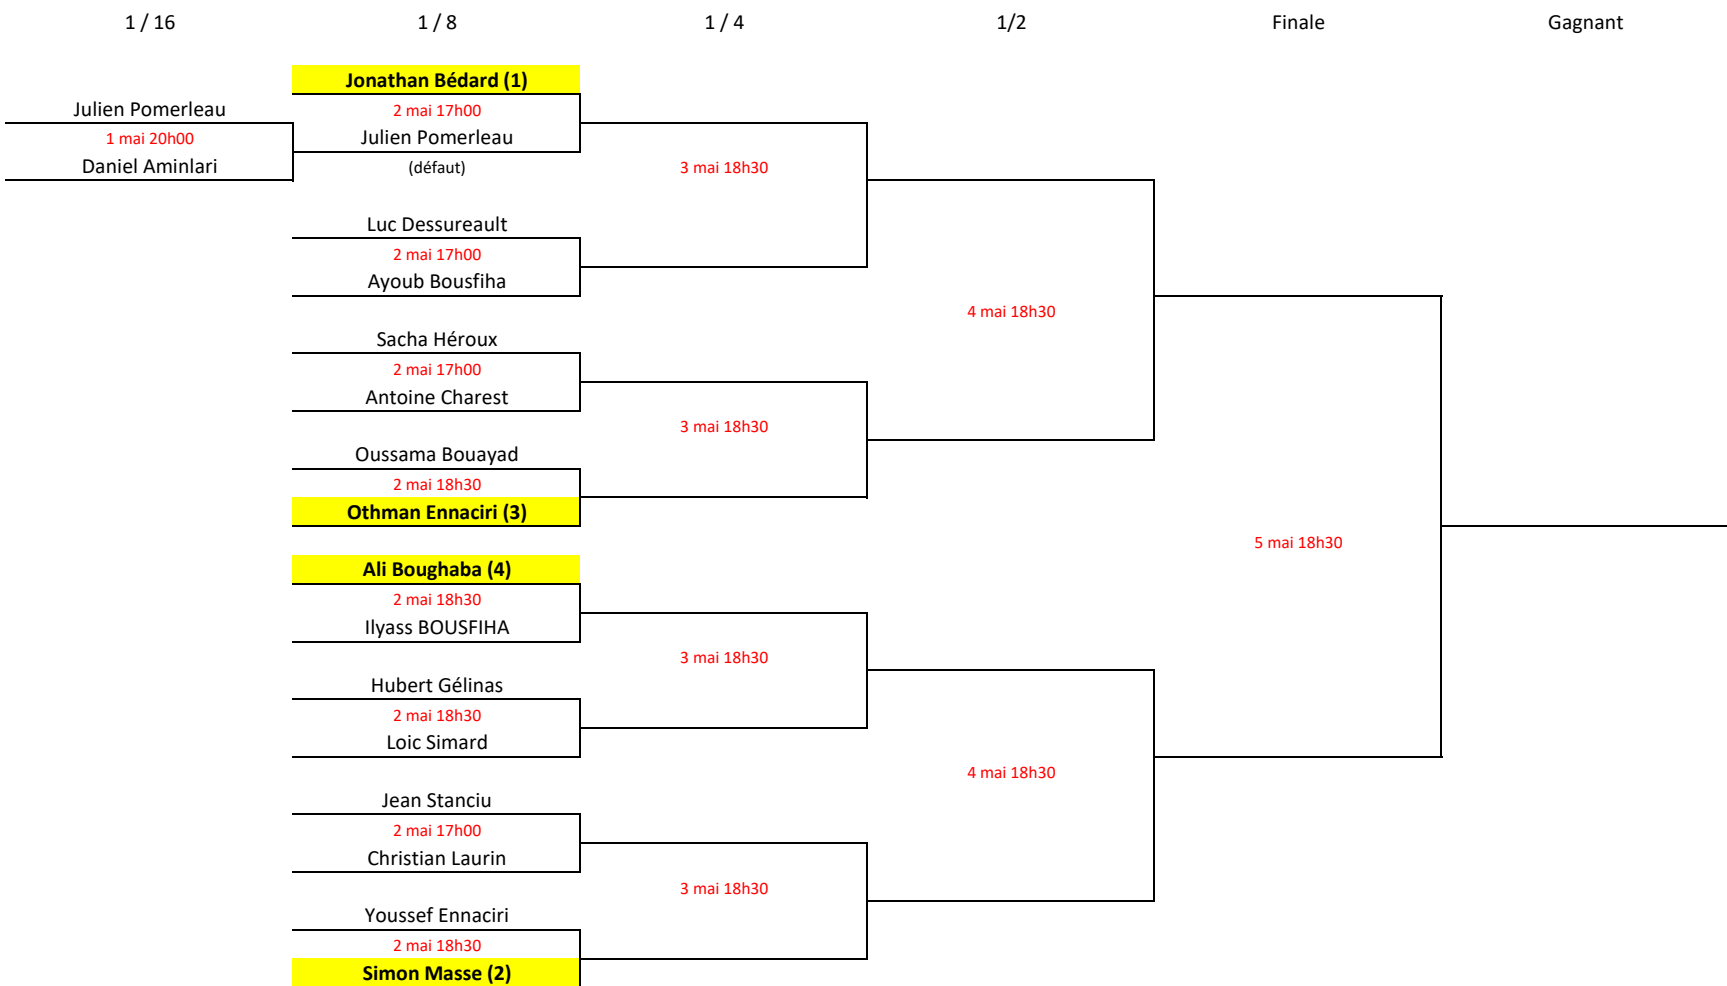 1 / 16
1 / 8
1 / 4
1/2
Finale
Gagnant
Jonathan Bédard (1)
Julien Pomerleau
2 mai 17h00
1 mai 20h00
Julien Pomerleau
Daniel Aminlari
(défaut)
3 mai 18h30
Luc Dessureault
2 mai 17h00
Ayoub Bousfiha
4 mai 18h30
Sacha Héroux
2 mai 17h00
Antoine Charest
3 mai 18h30
Oussama Bouayad
2 mai 18h30
Othman Ennaciri (3)
5 mai 18h30
Ali Boughaba (4)
2 mai 18h30
Ilyass BOUSFIHA
3 mai 18h30
Hubert Gélinas
2 mai 18h30
Loic Simard
4 mai 18h30
Jean Stanciu
2 mai 17h00
Christian Laurin
3 mai 18h30
Youssef Ennaciri
2 mai 18h30
Simon Masse (2)